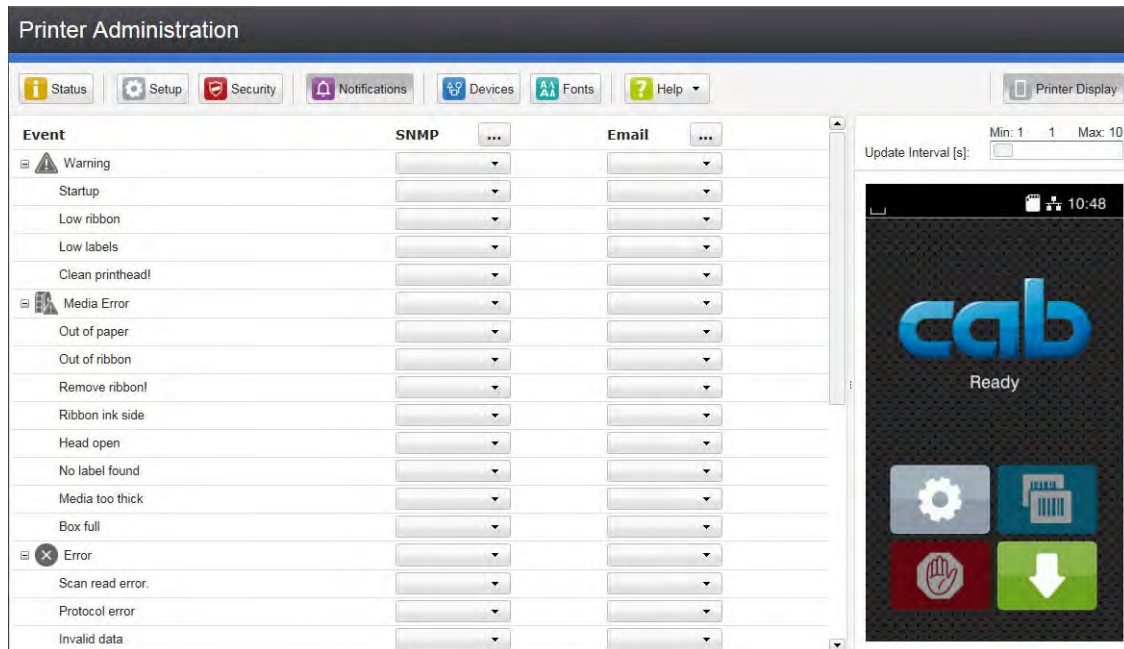 Printer Administration
Status Setup Security Notifications Devices Fonts Help Printer Display
Event SNMP ... Email ...
Min: 1 1 Max: 10
Update Interval [s]:
Warning
Startup
Low ribbon
Low labels
Clean printhead!
Media Error
Out of paper
Out of ribbon
Remove ribbon!
Ribbon ink side
Head open
No label found
Media too thick
Box full
Error
Scan read error.
Protocol error
Invalid data
10:48
cab
Ready